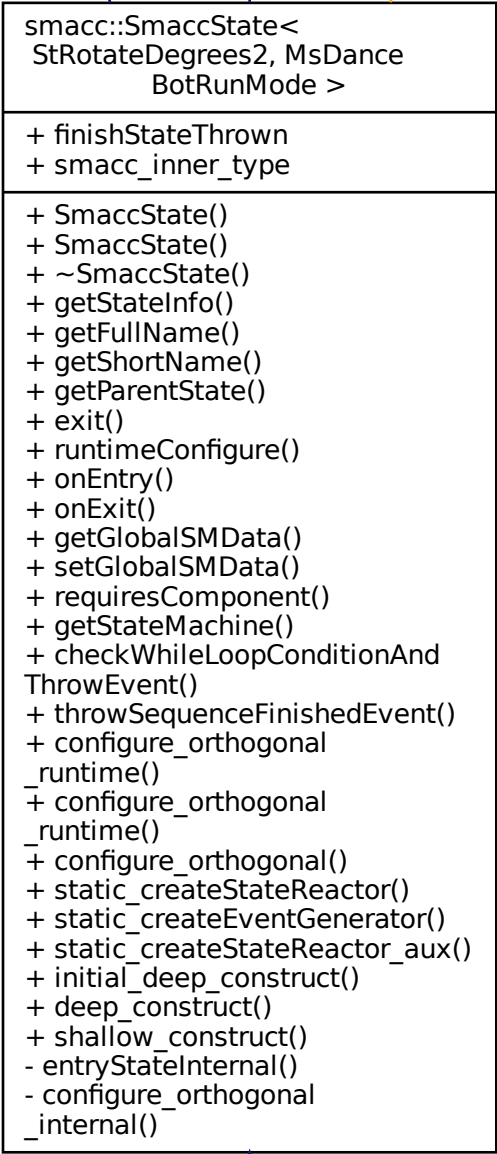 smacc::SmaccState<
StRotateDegrees2, MsDance
BotRunMode >
+ finishStateThrown
+ smacc_inner_type
+ SmaccState()
+ SmaccState()
+ ~SmaccState()
+ getStateInfo()
+ getFullName()
+ getShortName()
+ getParentState()
+ exit()
+ runtimeConfigure()
+ onEntry()
+ onExit()
+ getGlobalSMData()
+ setGlobalSMData()
+ requiresComponent()
+ getStateMachine()
+ checkWhileLoopConditionAnd
ThrowEvent()
+ throwSequenceFinishedEvent()
+ configure_orthogonal
_runtime()
+ configure_orthogonal
_runtime()
+ configure_orthogonal()
+ static_createStateReactor()
+ static_createEventGenerator()
+ static_createStateReactor_aux()
+ initial_deep_construct()
+ deep_construct()
+ shallow_construct()
- entryStateInternal()
- configure_orthogonal
_internal()